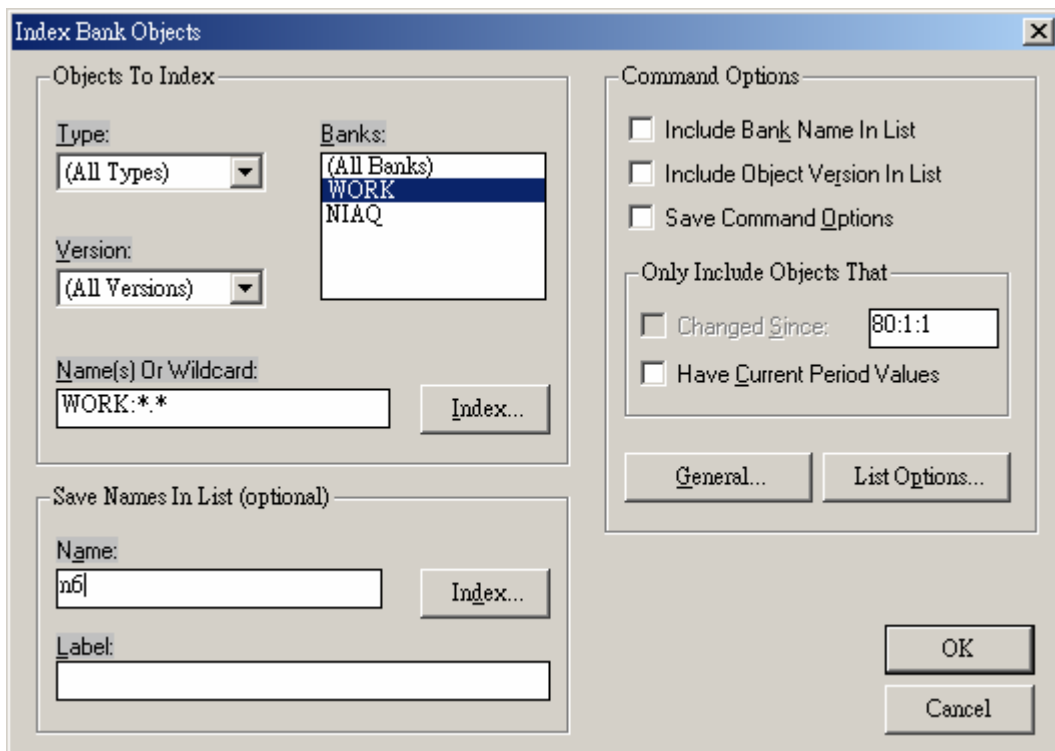 Index Bank Objects
Objects To Index
Type:
(All Types)
Version:
(All Versions)
Banks:
(All Banks)
WORK
NIAQ
Name(s) Or Wildcard:
WORK:*.*
Index...
Save Names In List (optional)
Name:
n6
Index...
Label:
Command Options
Include Bank Name In List
Include Object Version In List
Save Command Options
Only Include Objects That
Changed Since: 80:1:1
Have Current Period Values
General... List Options...
OK
Cancel